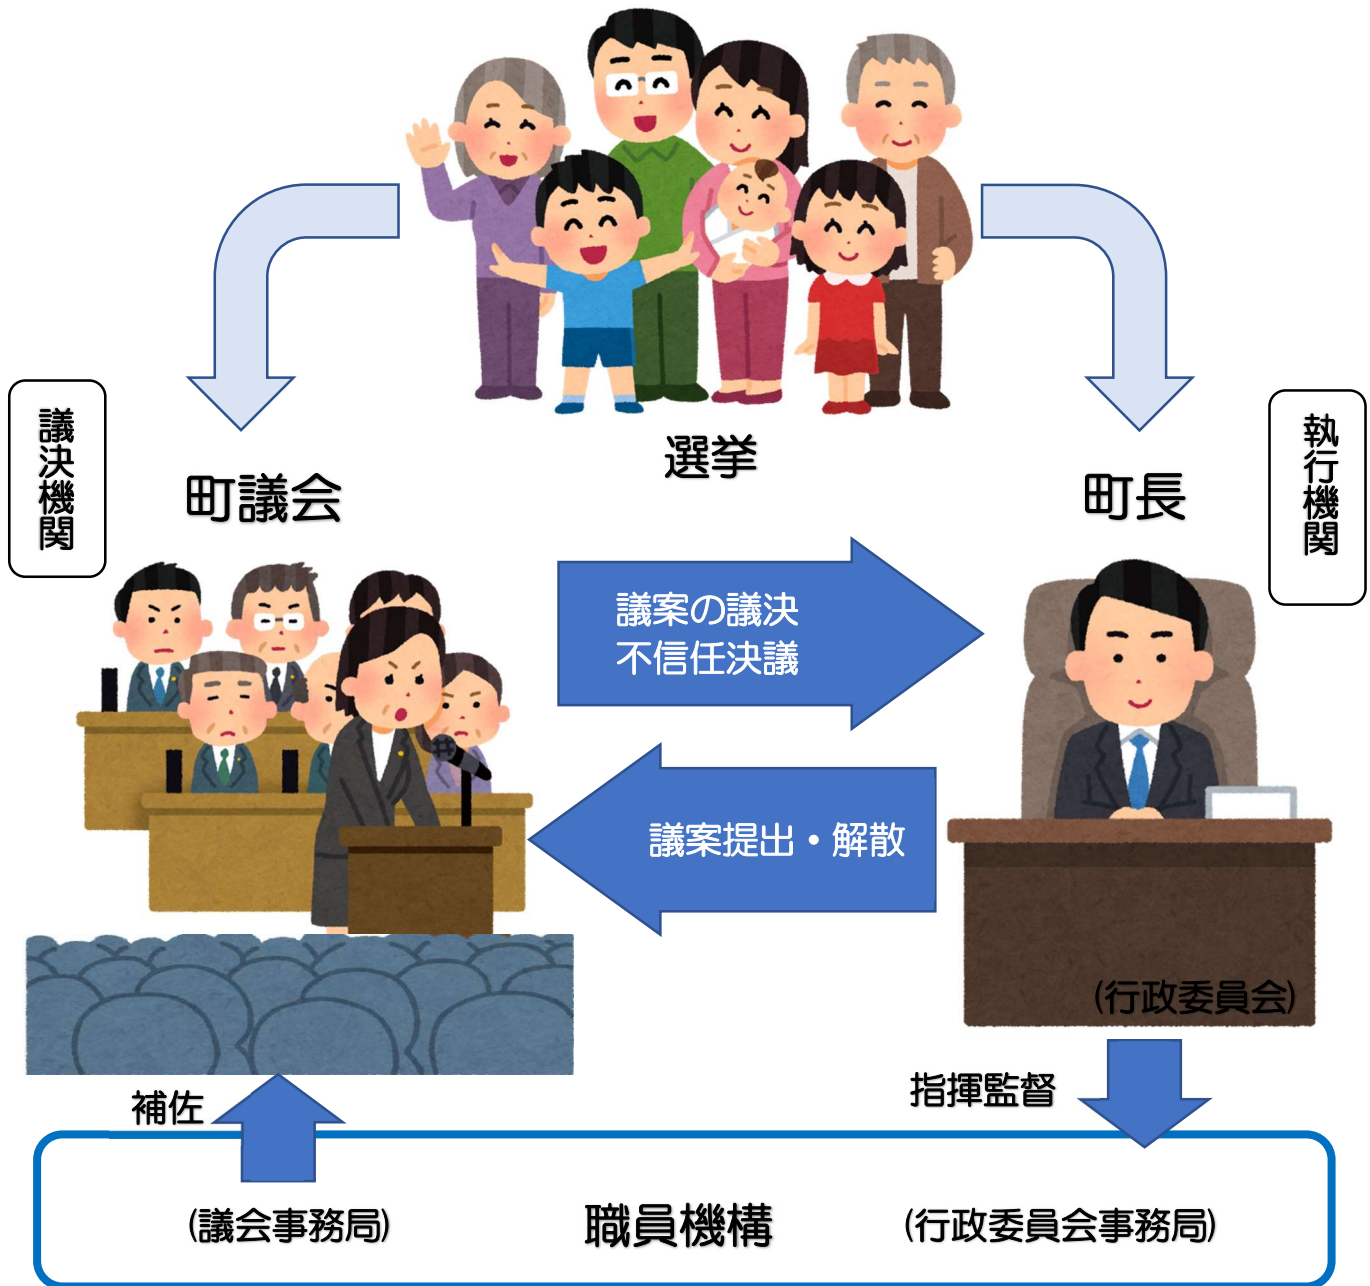 選挙
議決機関
町議会
町長
執行機関
議案の議決
不信任決議
議案提出・解散
(行政委員会)
補佐
指揮監督
(議会事務局)
職員機構
(行政委員会事務局)